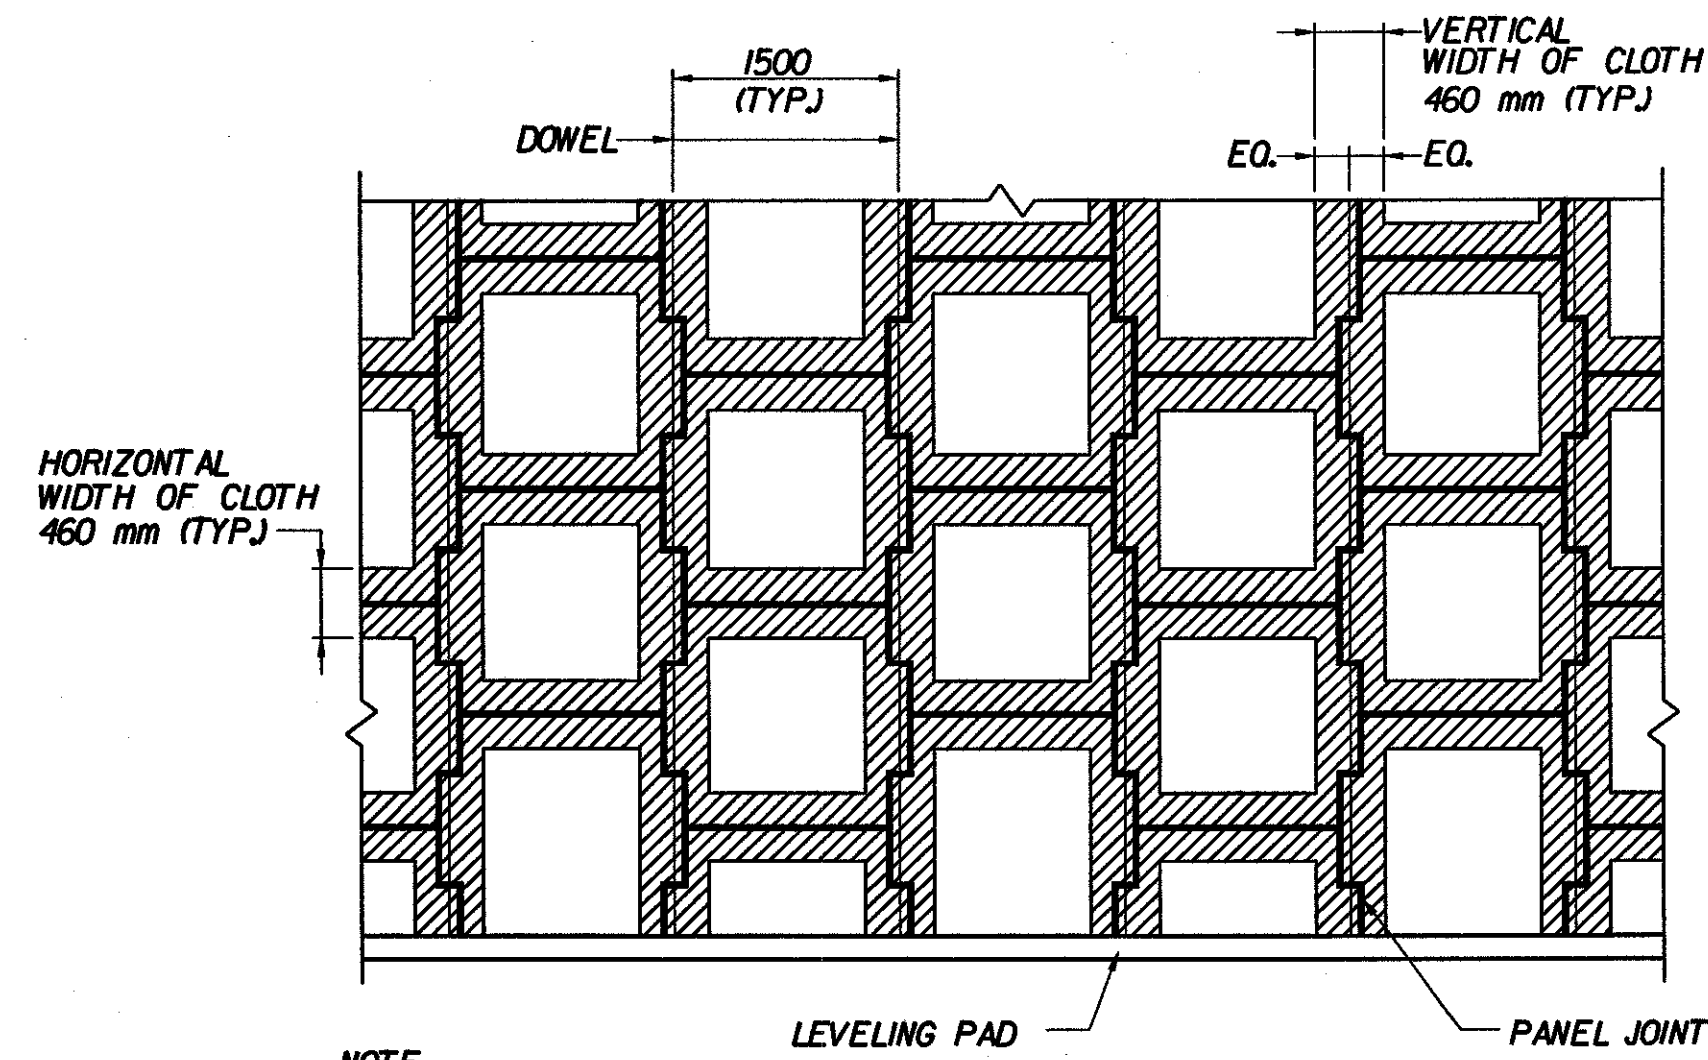 1500
(TYP.)
DOWEL
VERTICAL
WIDTH OF CLOTH
460 mm (TYP.)
EQ.
EQ.
HORIZONTAL
WIDTH OF CLOTH
460 mm (TYP.)
LEVELING PAD
PANEL JOINT
NOTE